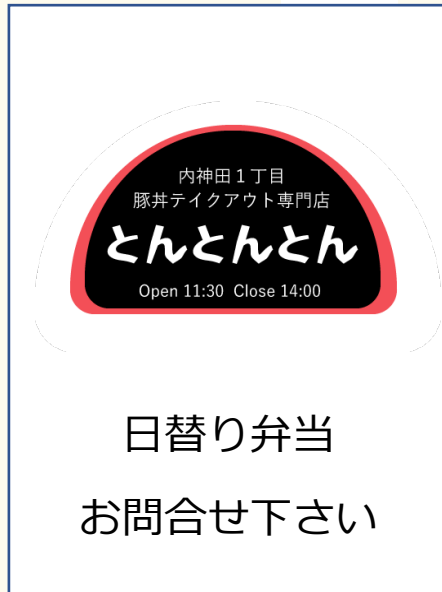 内神田１丁目
豚丼テイクアウト専門店
とんとんとん
Open 11:30 Close 14:00
日替り弁当
お問合せ下さい